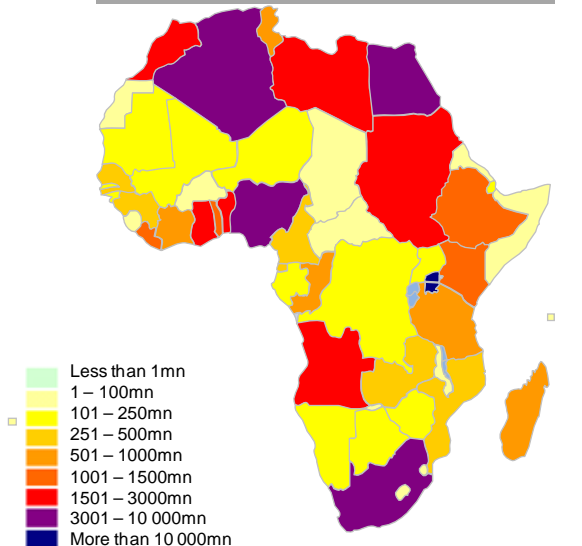 Less than 1mn
1 – 100mn
101 – 250mn
251 – 500mn
501 – 1000mn
1001 – 1500mn
1501 – 3000mn
3001 – 10 000mn
More than 10 000mn